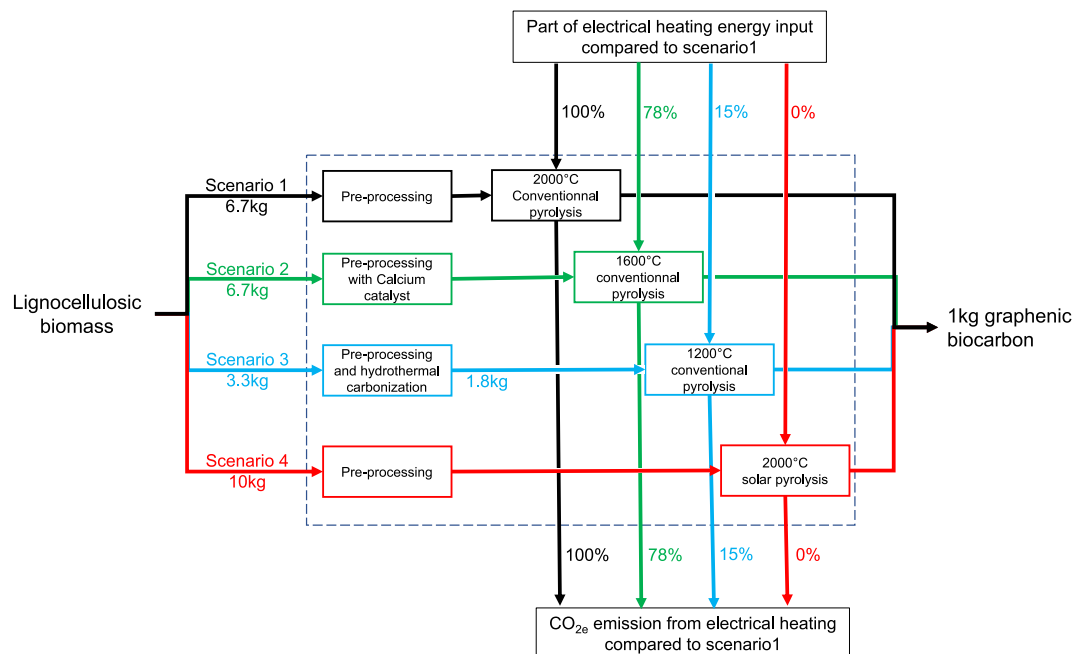 Part of electrical heating energy input
compared to scenario1
100%
78%
15%
0%
Scenario 1
6.7kg
Pre-processing
2000°C
Conventionnal
pyrolysis
Scenario 2
6.7kg
Pre-processing
with Calcium
catalyst
1600°C
conventionnal
pyrolysis
Lignocellulosic
biomass
1kg graphenic
biocarbon
Scenario 3
3.3kg
Pre-processing
and hydrothermal
carbonization
1.8kg
1200°C
conventional
pyrolysis
Scenario 4
10kg
Pre-processing
2000°C
solar pyrolysis
100%
78%
15%
0%
CO2e emission from electrical heating
compared to scenario1